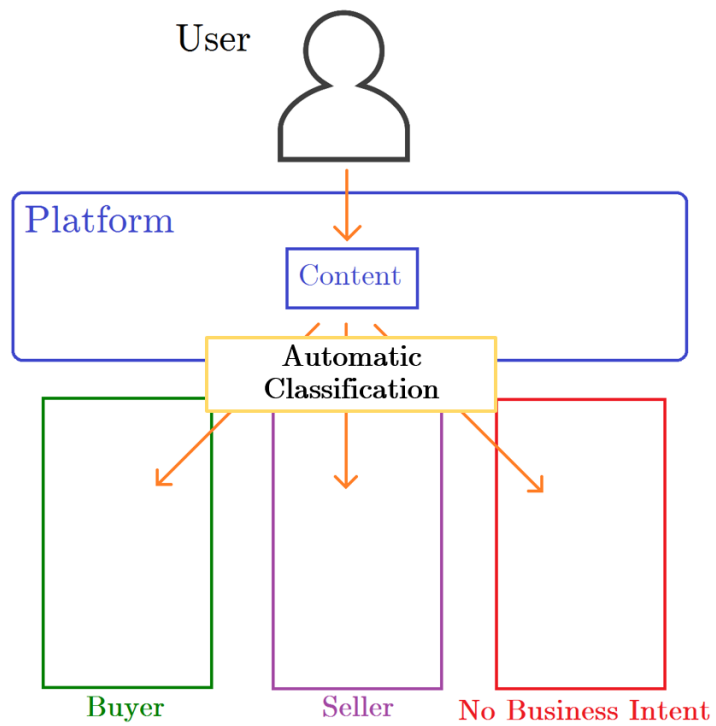 User
Platform
Content
Automatic
Classification
Buyer
Seller
No Business Intent